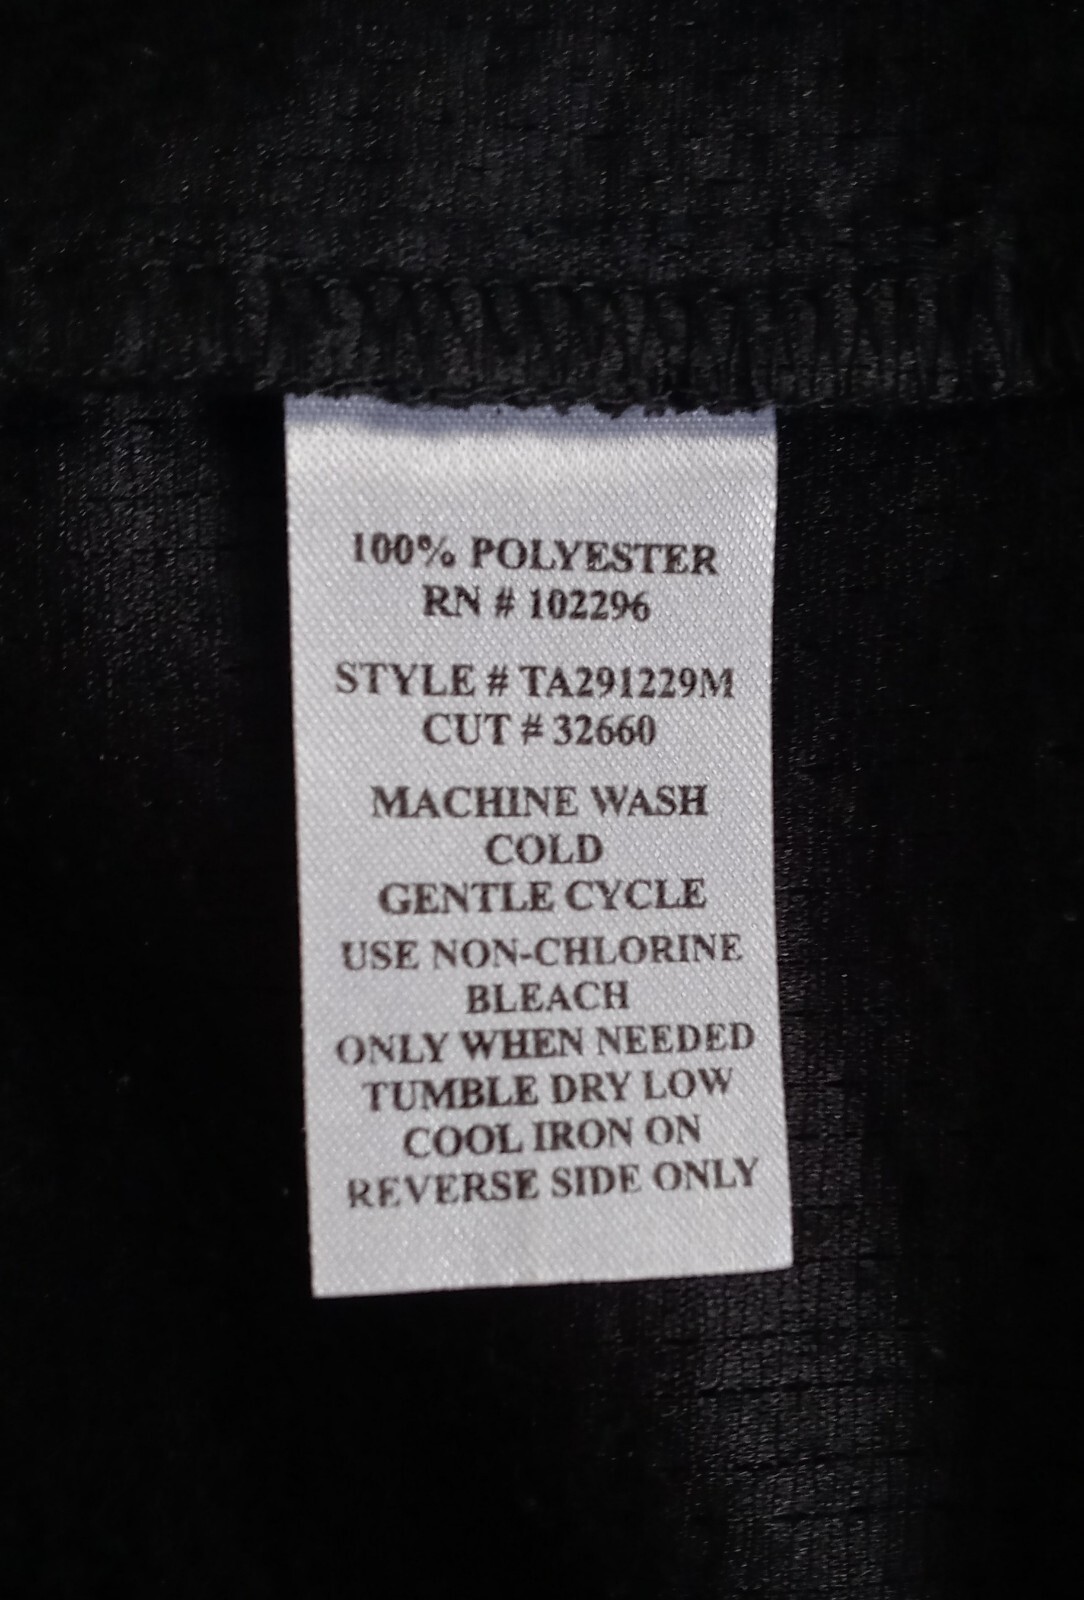 100% POLYESTER
RN # 102296
STYLE # TA291229M
CUT # 32660
MACHINE WASH
COLD
GENTLE CYCLE
USE NON-CHLORINE
BLEACH
ONLY WHEN NEEDED
TUMBLE DRY LOW
COOL IRON ON
REVERSE SIDE ONLY